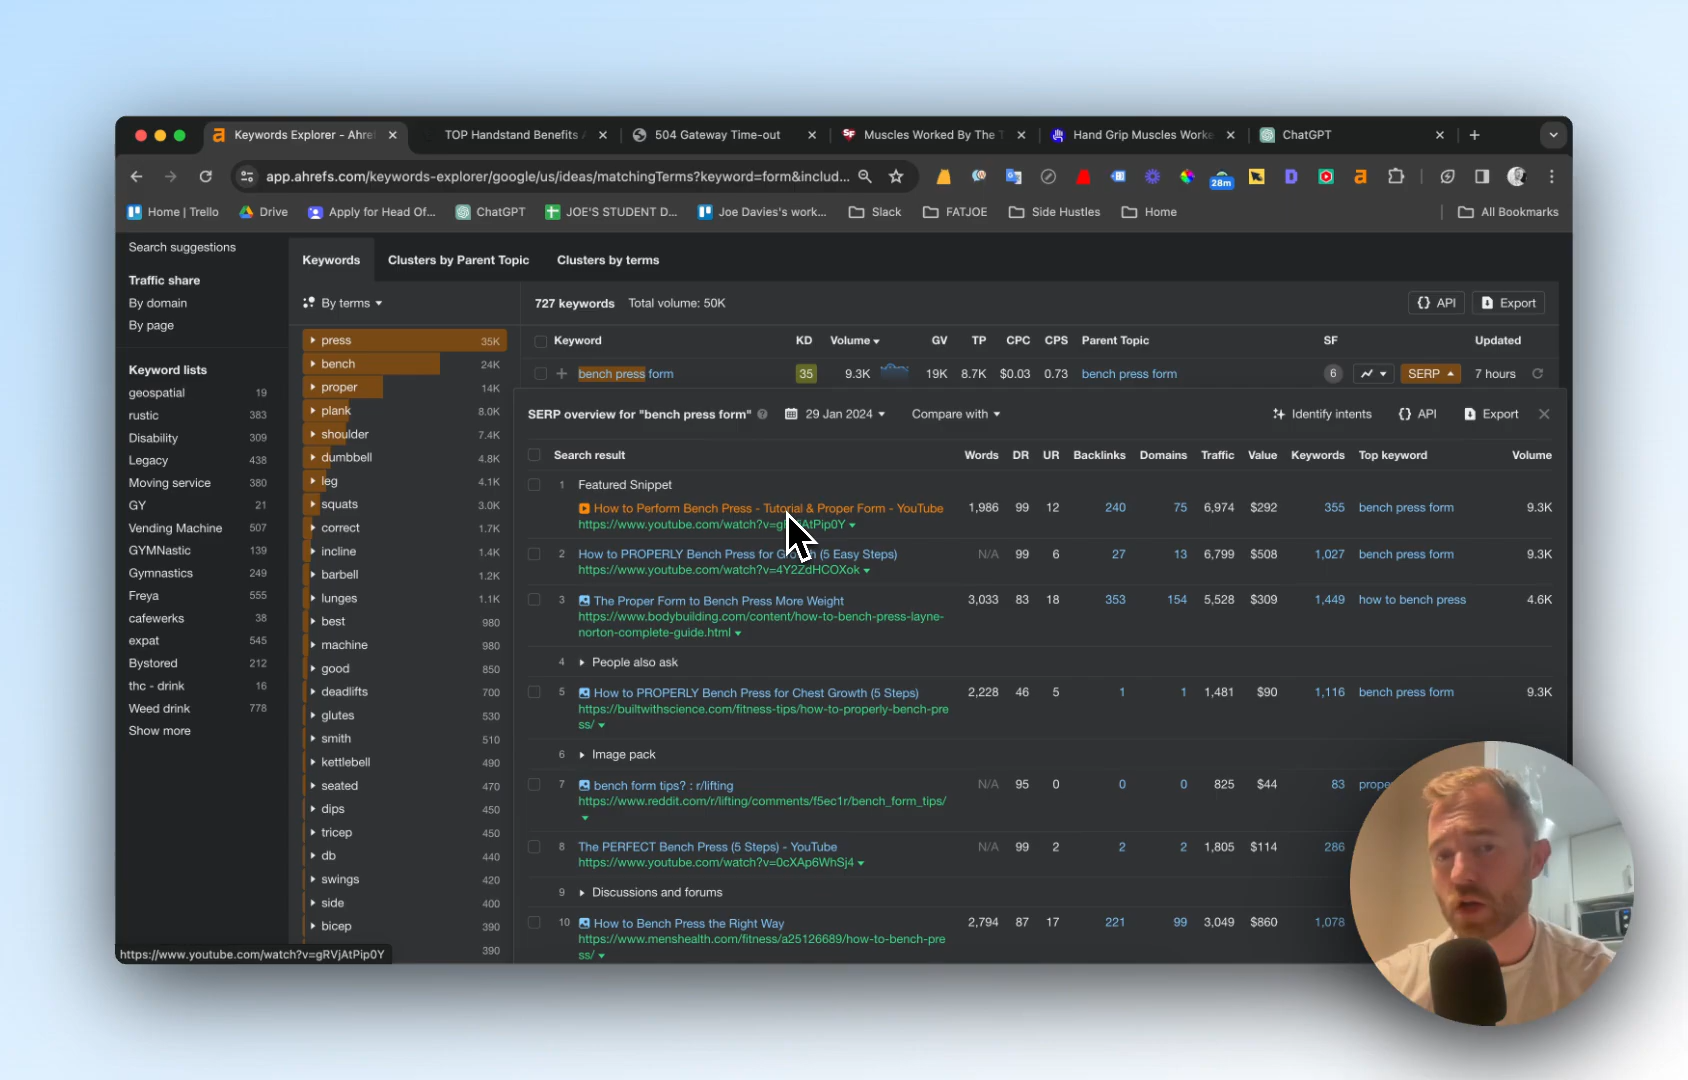 Keywords Explorer - Ahre
TOP Handstand Benefits
504 Gateway Time-out
Muscles Worked By The T
Hand Grip Muscles Worke
ChatGPT
app.ahrefs.com/keywords-explorer/google/us/ideas/matchingTerms?keyword=form&includ...
28m
Home | Trello
Drive
Apply for Head Of...
ChatGPT
JOE'S STUDENT D...
Joe Davies's work...
Slack
FATJOE
Side Hustles
Home
All Bookmarks
Search suggestions
Traffic share
By domain
By page
Keyword lists
geospatial 19
rustic 383
Disability 309
Legacy 438
Moving service 380
GY 21
Vending Machine 507
GYMNastic 139
Gymnastics 249
Freya 555
cafewerks 38
expat 545
Bystored 212
thc - drink 16
Weed drink 778
Show more
Keywords
Clusters by Parent Topic
Clusters by terms
By terms
press 35K
bench 24K
proper 14K
plank 8.0K
shoulder 7.4K
dumbbell 4.8K
leg 4.1K
squats 3.0K
correct 1.7K
incline 1.4K
barbell 1.2K
lunges 1.1K
best 980
machine 980
good 850
deadlifts 700
glutes 530
smith 510
kettlebell 490
seated 470
dips 450
tricep 450
db 440
swings 420
side 400
bicep 390
390
727 keywords Total volume: 50K
API
Export
Keyword KD Volume GV TP CPC CPS Parent Topic SF Updated
bench press form 35 9.3K 19K 8.7K $0.03 0.73 bench press form 6 SERP 7 hours
SERP overview for "bench press form" ? 29 Jan 2024 Compare with
Identify intents
API
Export
Search result Words DR UR Backlinks Domains Traffic Value Keywords Top keyword Volume
1 Featured Snippet
How to Perform Bench Press - Tutorial & Proper Form - YouTube 1,986 99 12 240 75 6,974 $292 355 bench press form 9.3K
https://www.youtube.com/watch?v=g AtPip0Y
2 How to PROPERLY Bench Press for Gr th (5 Easy Steps) N/A 99 6 27 13 6,799 $508 1,027 bench press form 9.3K
https://www.youtube.com/watch?v=4Y2ZdHCOXok
3 The Proper Form to Bench Press More Weight 3,033 83 18 353 154 5,528 $309 1,449 how to bench press 4.6K
https://www.bodybuilding.com/content/how-to-bench-press-layne-
norton-complete-guide.html
4 People also ask
5 How to PROPERLY Bench Press for Chest Growth (5 Steps) 2,228 46 5 1 1 1,481 $90 1,116 bench press form 9.3K
https://builtwithscience.com/fitness-tips/how-to-properly-bench-pre
ss/
6 Image pack
7 bench form tips? : r/lifting N/A 95 0 0 0 825 $44 83 prope
https://www.reddit.com/r/lifting/comments/f5ec1r/bench_form_tips/
8 The PERFECT Bench Press (5 Steps) - YouTube N/A 99 2 2 2 1,805 $114 286
https://www.youtube.com/watch?v=0cXAp6WhSj4
9 Discussions and forums
10 How to Bench Press the Right Way 2,794 87 17 221 99 3,049 $860 1,078
https://www.menshealth.com/fitness/a25126689/how-to-bench-pre
ss/
https://www.youtube.com/watch?v=gRVjAtPip0Y